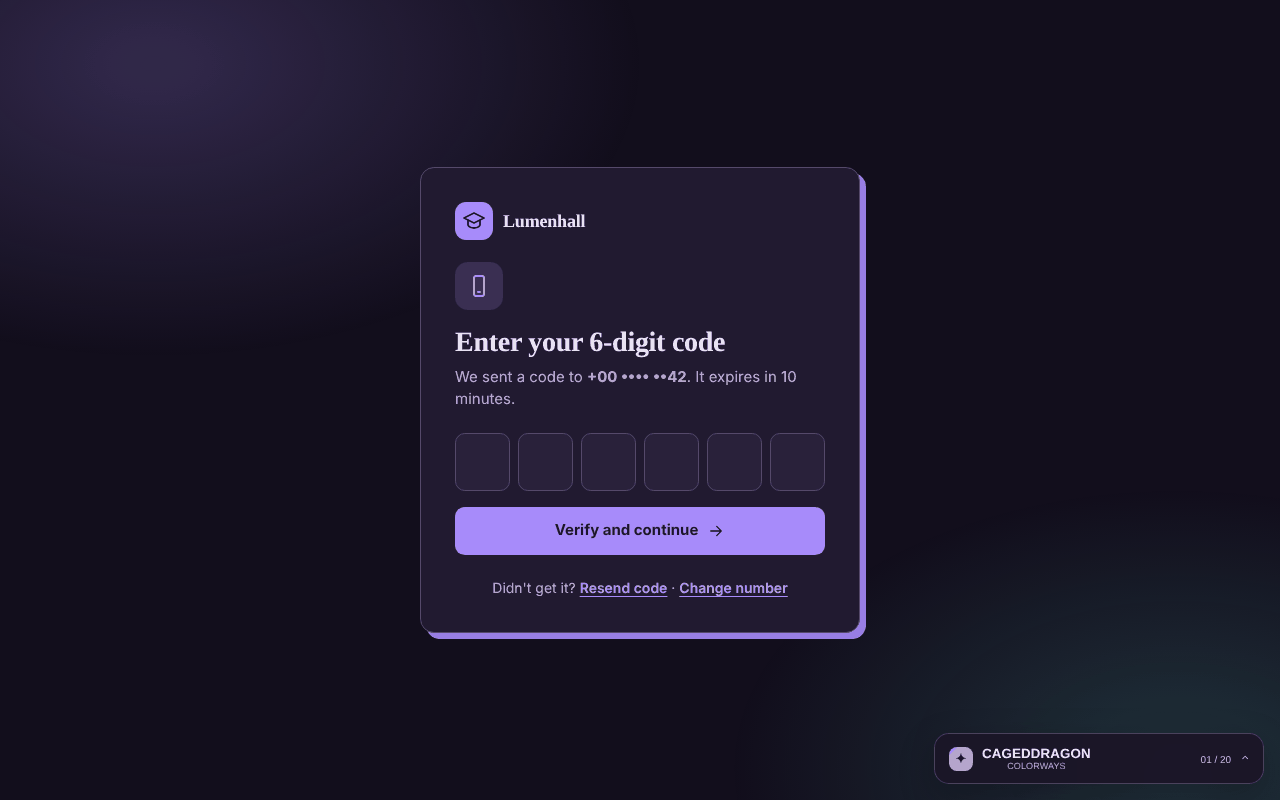 Lumenhall
Enter your 6-digit code
We sent a code to +00 •••• ••42. It expires in 10
minutes.
Verify and continue →
Didn't get it? Resend code · Change number
CAGEDDRAGON
COLORWAYS
01 / 20